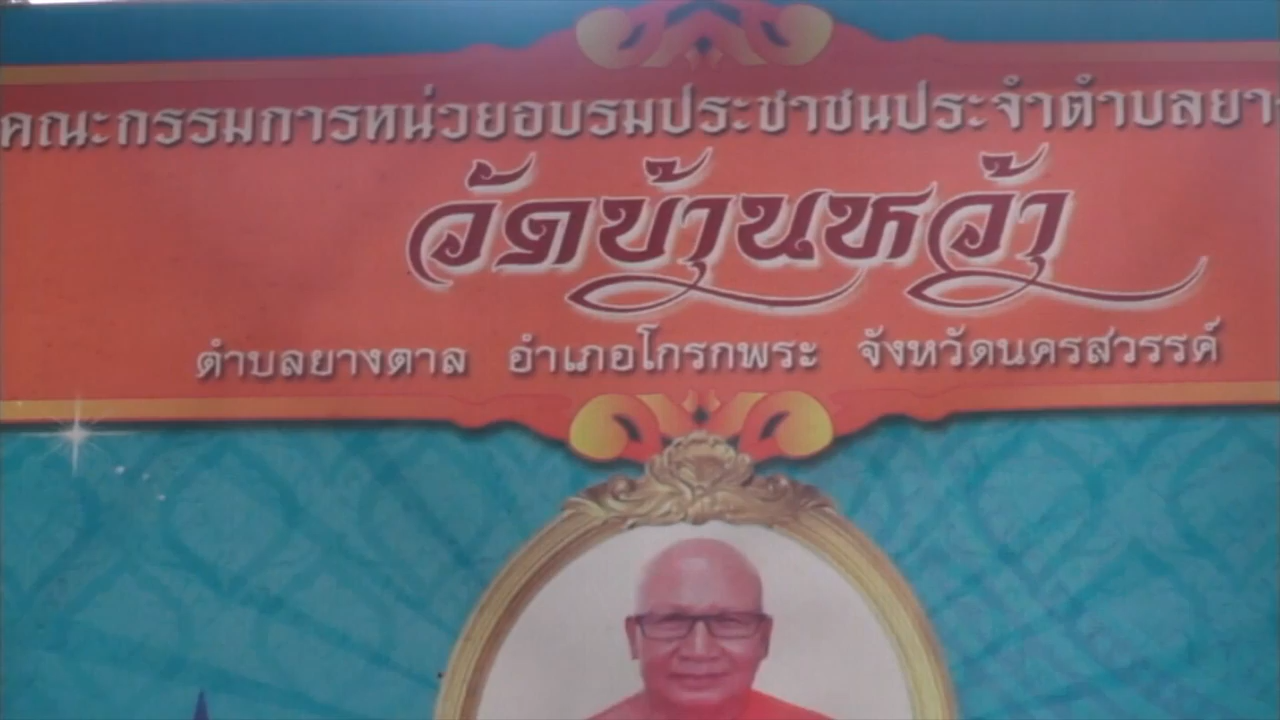 คณะกรรมการหน่วยอบรมประชาชนประจำตำบลยา
วัดบ้านหว้า
ตำบลยางตาล อำเภอโกรกพระ จังหวัดนครสวรรค์